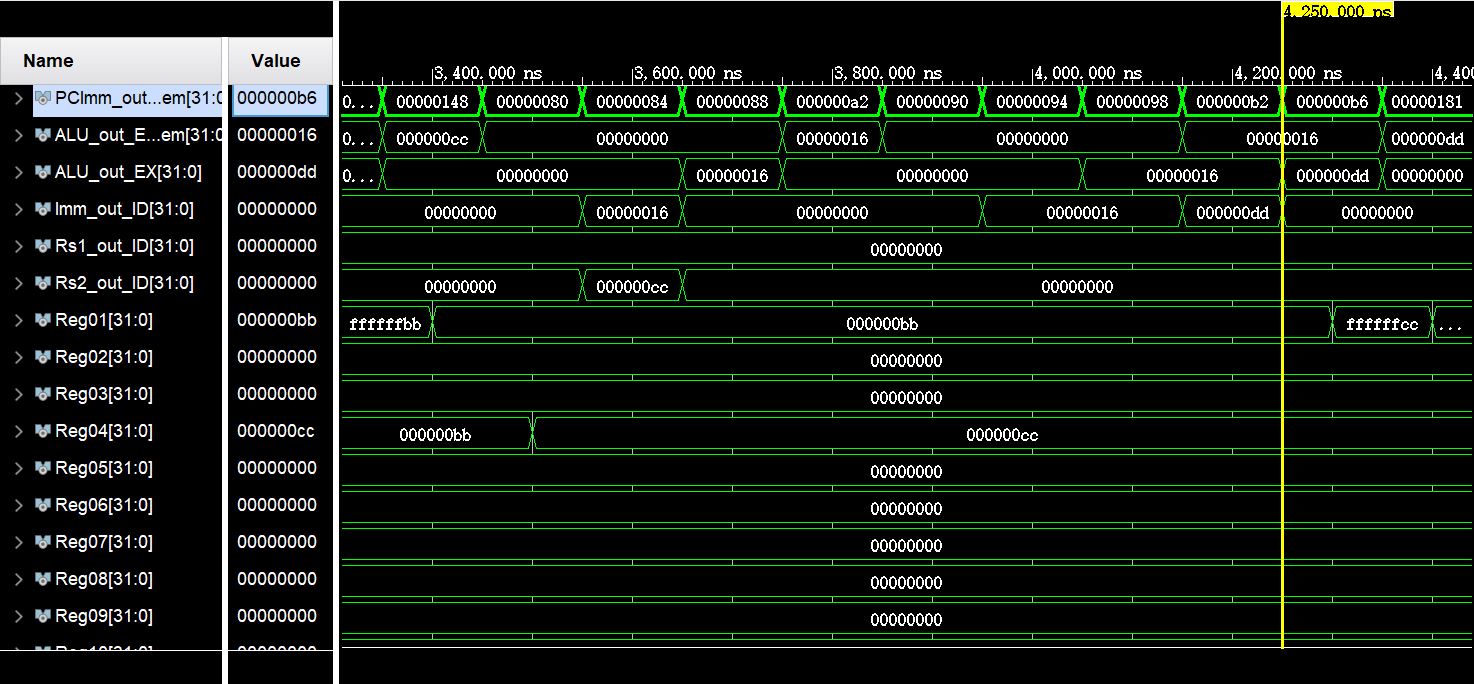 4,250.000 ns
Name Value
3,400.000 ns 3,600.000 ns 3,800.000 ns 4,000.000 ns 4,200.000 ns 4,400
PCImm_out...em[31:0 000000b6 0... 00000148 00000080 00000084 00000088 000000a2 00000090 00000094 00000098 000000b2 000000b6 00000181
ALU_out_E...em[31:0 00000016 0... 000000cc 00000000 00000016 00000000 00000016 000000dd
ALU_out_EX[31:0] 000000dd 0... 00000000 00000016 00000000 00000016 000000dd 00000000
Imm_out_ID[31:0] 00000000 00000000 00000016 00000000 00000016 000000dd 00000000
Rs1_out_ID[31:0] 00000000 00000000
Rs2_out_ID[31:0] 00000000 00000000 000000cc 00000000
Reg01[31:0] 000000bb ffffffbb 000000bb ffffffcc ...
Reg02[31:0] 00000000 00000000
Reg03[31:0] 00000000 00000000
Reg04[31:0] 000000cc 000000bb 000000cc
Reg05[31:0] 00000000 00000000
Reg06[31:0] 00000000 00000000
Reg07[31:0] 00000000 00000000
Reg08[31:0] 00000000 00000000
Reg09[31:0] 00000000 00000000